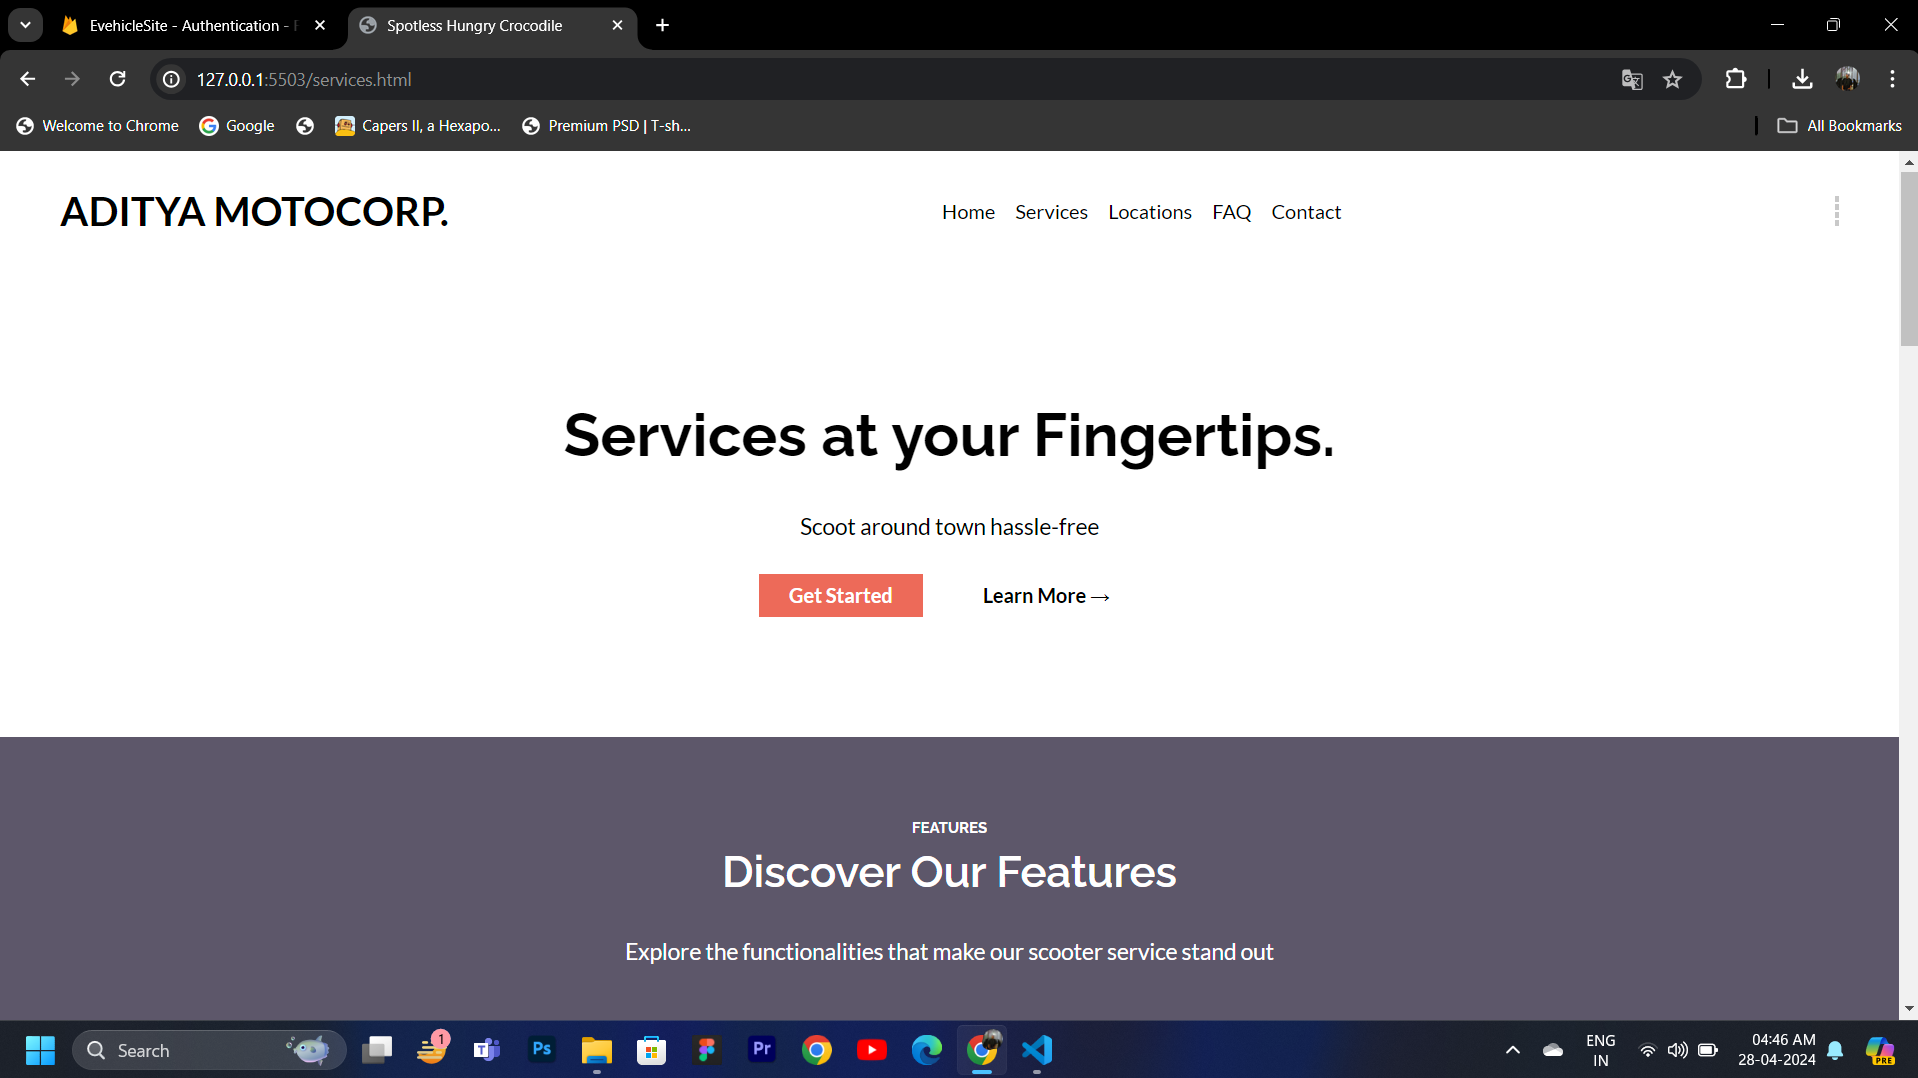 EvehicleSite - Authentication -
Spotless Hungry Crocodile
127.0.0.1:5503/services.html
Welcome to Chrome
Google
Capers II, a Hexapo...
Premium PSD | T-sh...
All Bookmarks
ADITYA MOTOCORP.
Home Services Locations FAQ Contact
Services at your Fingertips.
Scoot around town hassle-free
Get Started
Learn More →
FEATURES
Discover Our Features
Explore the functionalities that make our scooter service stand out
Search
1
Ps
Pr
ENG
IN
04:46 AM
28-04-2024
PRE